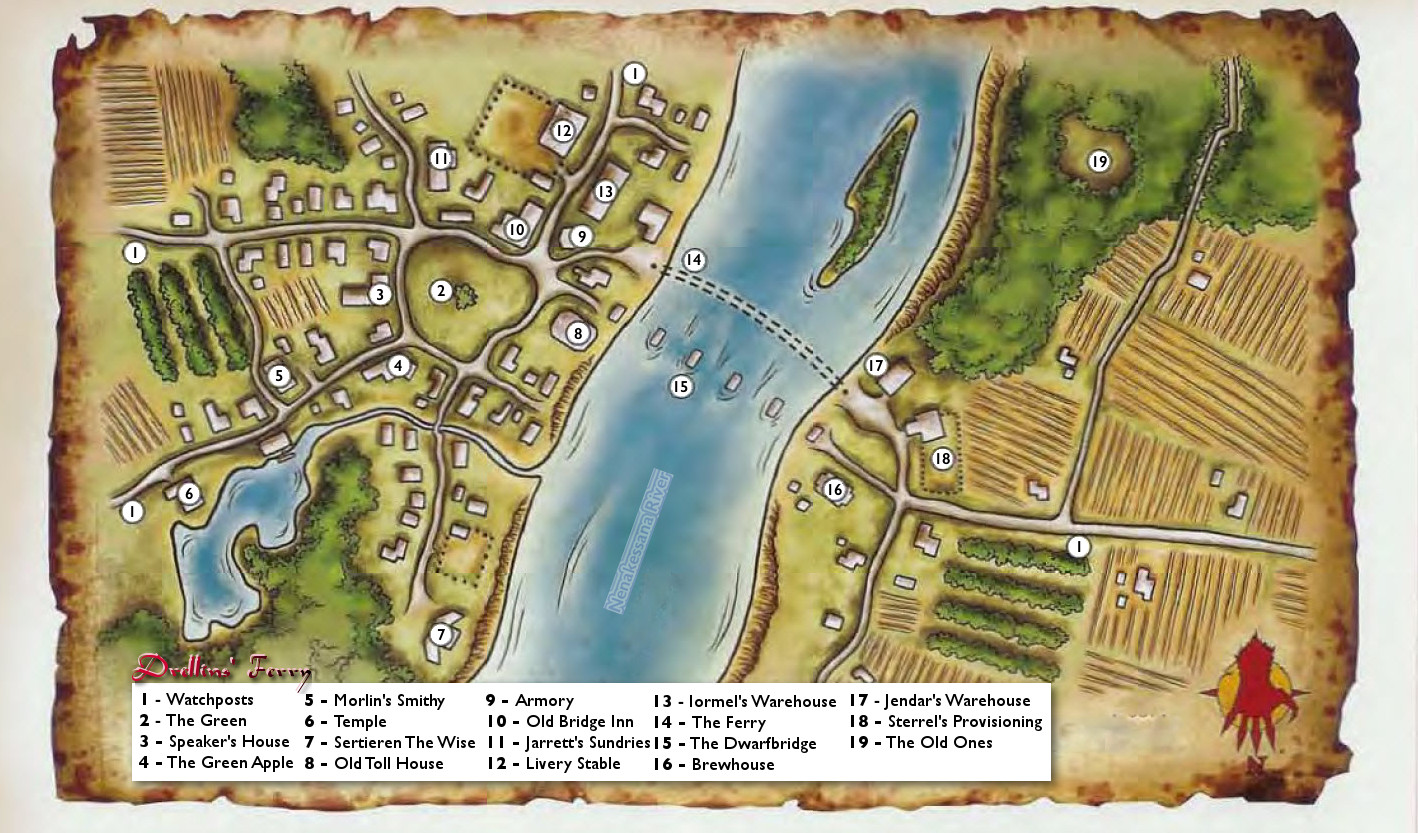 1
12
11
13
19
10
9
1
14
2
3
8
15
4
17
5
18
16
6
1
1
7
Nenakessana River
Drellins' Ferry
1 - Watchposts
2 - The Green
3 - Speaker's House
4 - The Green Apple
5 - Morlin's Smithy
6 - Temple
7 - Sertieren The Wise
8 - Old Toll House
9 - Armory
10 - Old Bridge Inn
11 - Jarrett's Sundries
12 - Livery Stable
13 - Iormel's Warehouse
14 - The Ferry
15 - The Dwarfbridge
16 - Brewhouse
17 - Jendar's Warehouse
18 - Sterrel's Provisioning
19 - The Old Ones
N